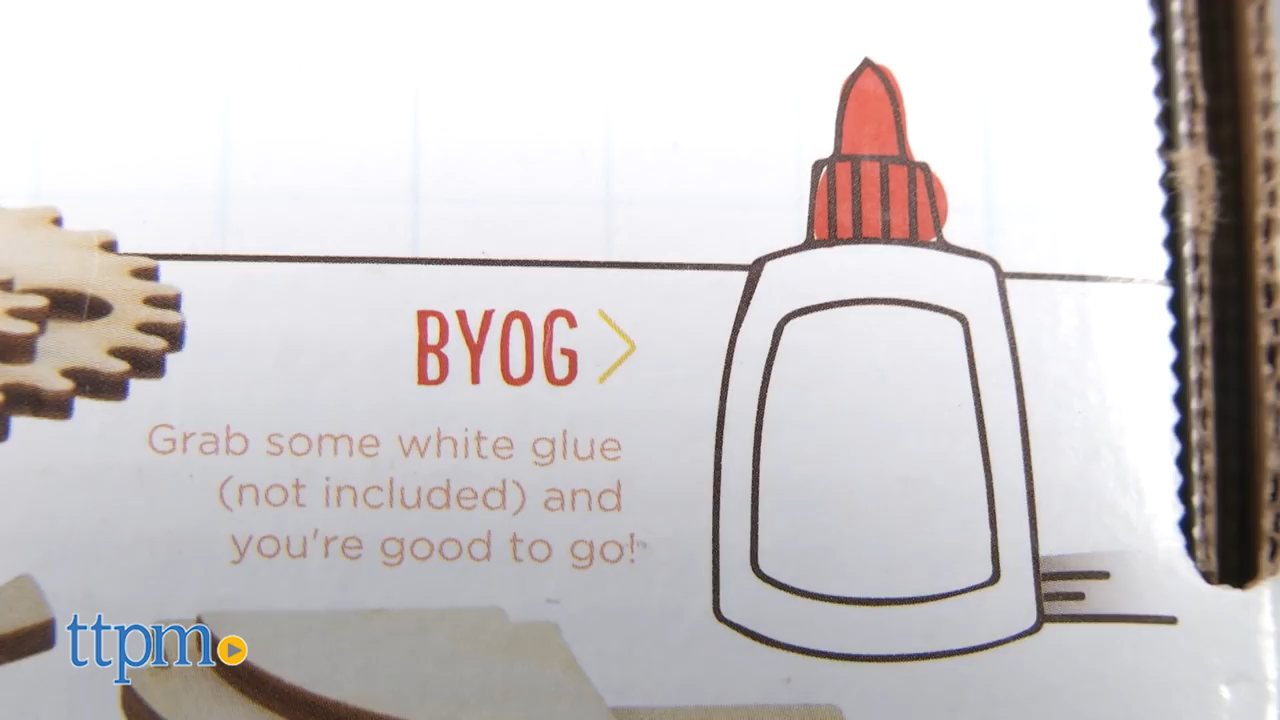 BYOG >
Grab some white glue
(not included) and
you're good to go!
ttpm